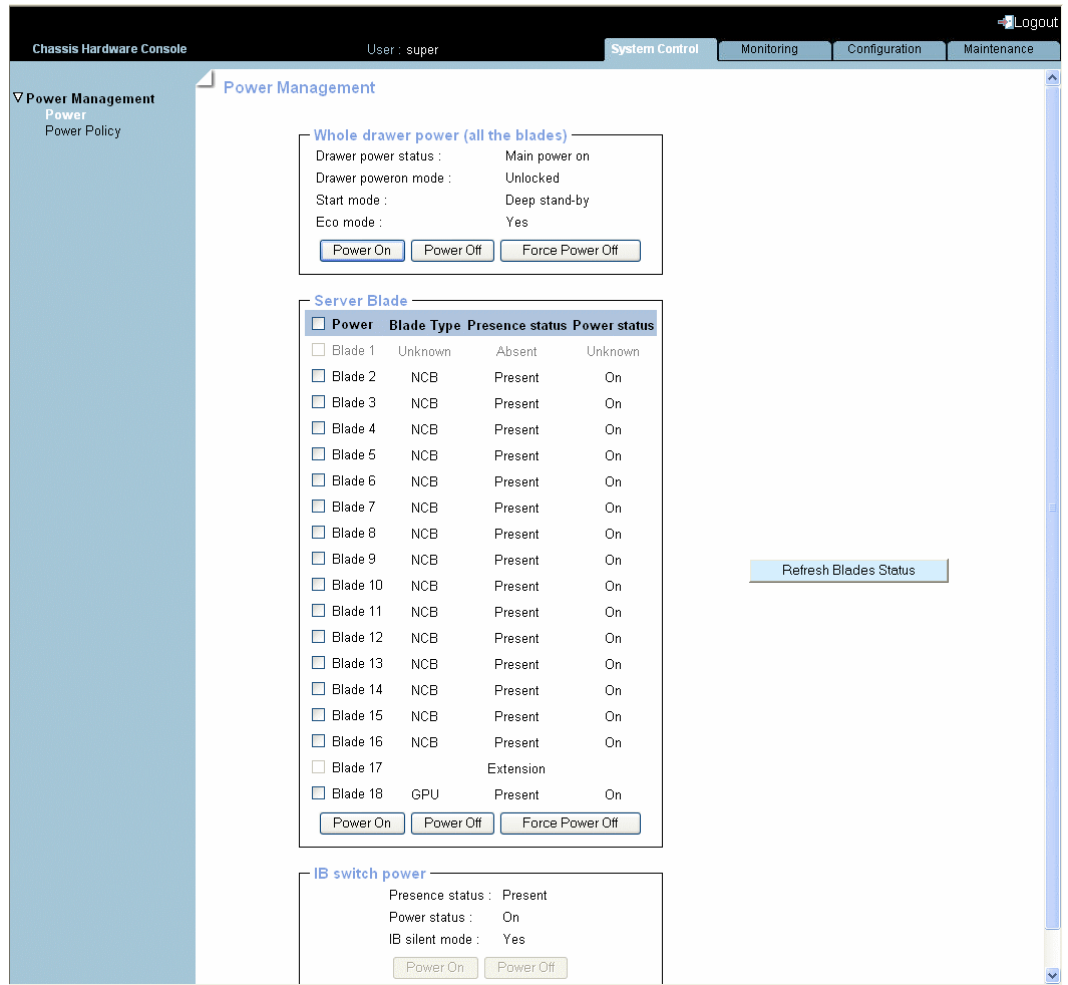 Logout
Chassis Hardware Console User : super System Control Monitoring Configuration Maintenance
Power Management
Power
Power Policy
Power Management
Whole drawer power (all the blades)
Drawer power status : Main power on
Drawer poweron mode : Unlocked
Start mode : Deep stand-by
Eco mode : Yes
Power On Power Off Force Power Off
Server Blade
Power Blade Type Presence status Power status
Blade 1 Unknown Absent Unknown
Blade 2 NCB Present On
Blade 3 NCB Present On
Blade 4 NCB Present On
Blade 5 NCB Present On
Blade 6 NCB Present On
Blade 7 NCB Present On
Blade 8 NCB Present On
Blade 9 NCB Present On
Blade 10 NCB Present On
Blade 11 NCB Present On
Blade 12 NCB Present On
Blade 13 NCB Present On
Blade 14 NCB Present On
Blade 15 NCB Present On
Blade 16 NCB Present On
Blade 17 Extension
Blade 18 GPU Present On
Power On Power Off Force Power Off
Refresh Blades Status
IB switch power
Presence status : Present
Power status : On
IB silent mode : Yes
Power On Power Off